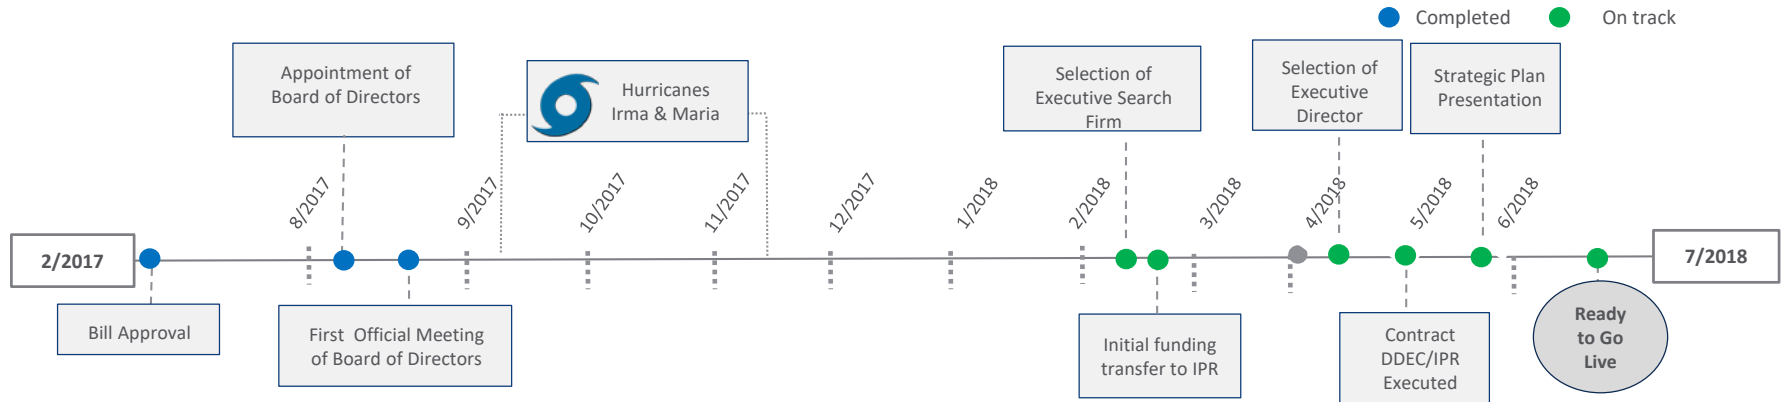 Completed
On track
Appointment of
Board of Directors
Hurricanes
Irma & Maria
Selection of
Executive Search
Firm
Selection of
Executive
Director
Strategic Plan
Presentation
8/2017
9/2017
10/2017
11/2017
12/2017
1/2018
2/2018
3/2018
4/2018
5/2018
6/2018
2/2017
7/2018
Bill Approval
First Official Meeting
of Board of Directors
Initial funding
transfer to IPR
Contract
DDEC/IPR
Executed
Ready
to Go
Live